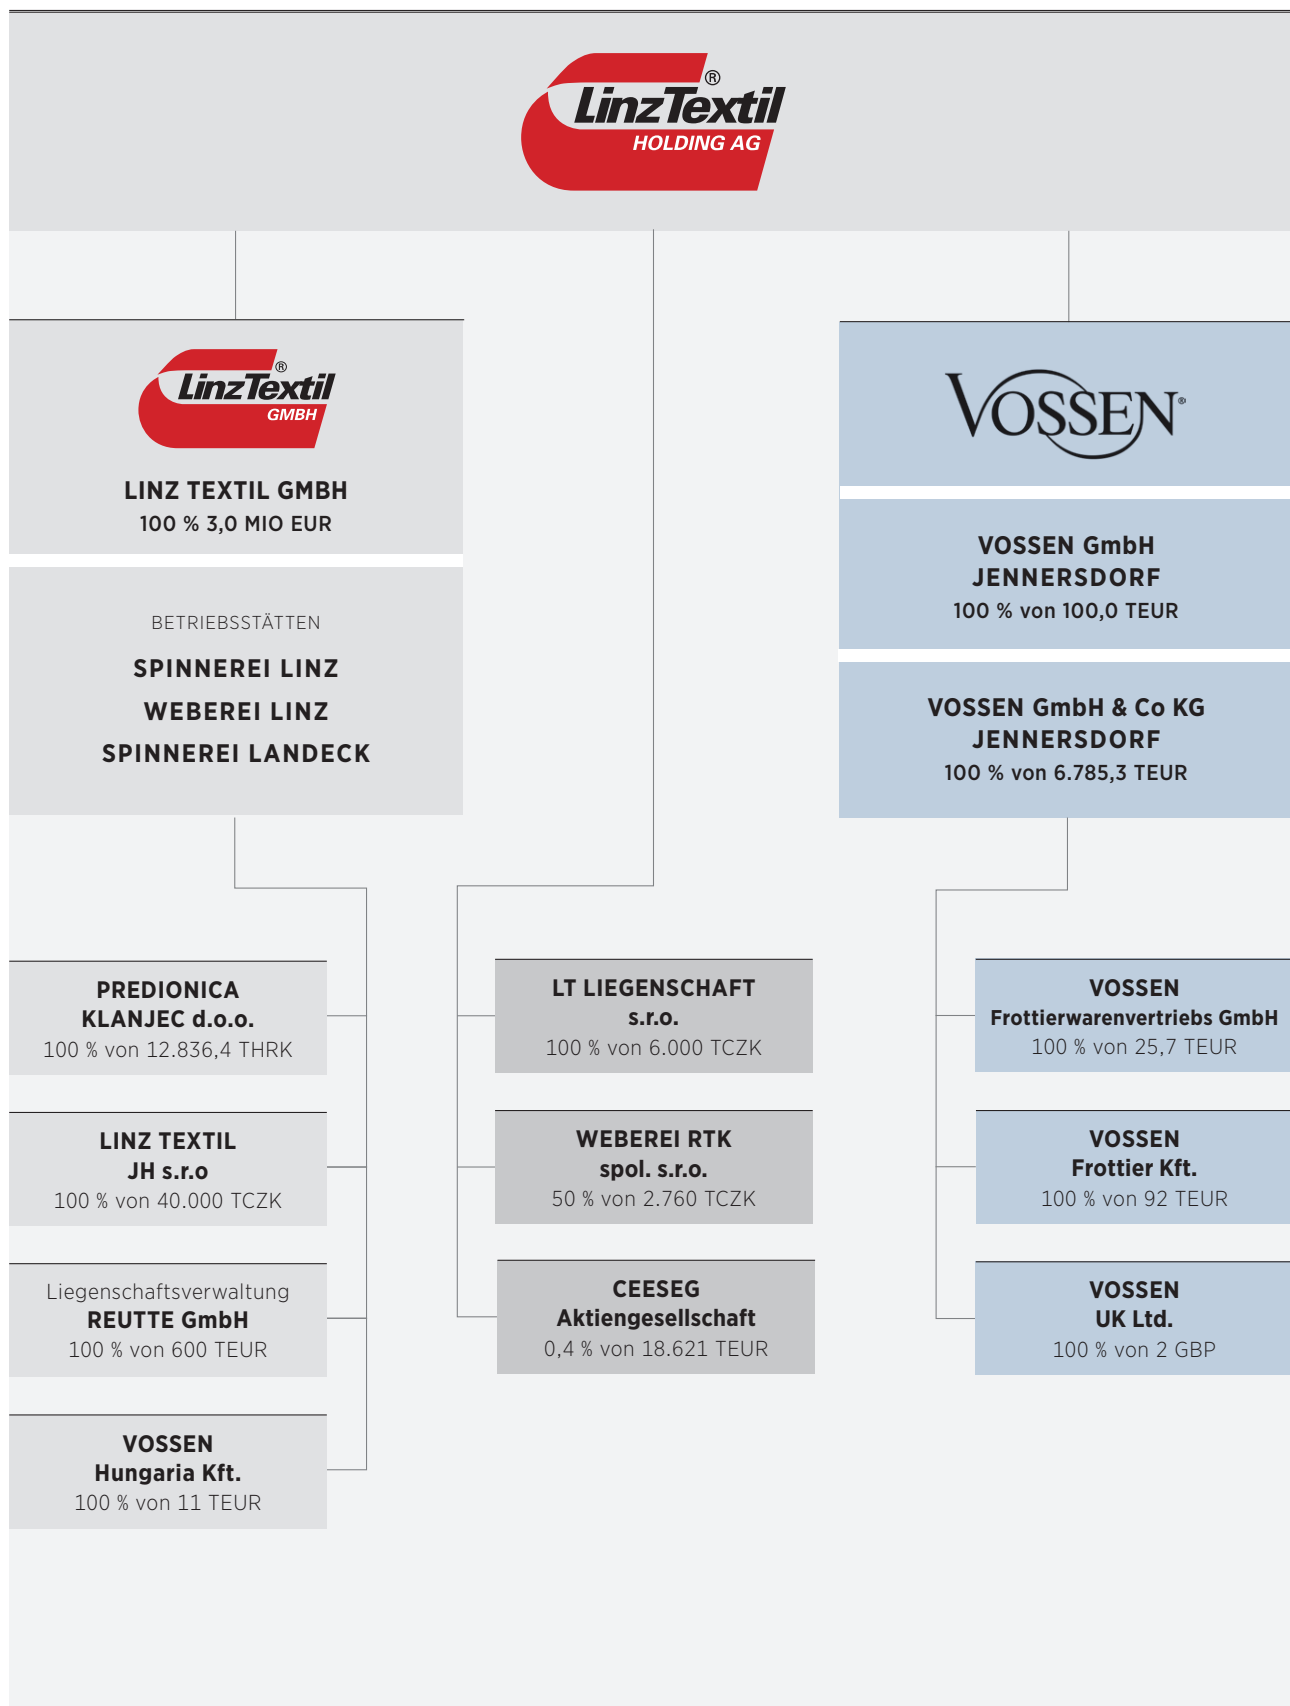 LinzTextil®
HOLDING AG
LinzTextil®
GMBH
LINZ TEXTIL GMBH
100 % 3,0 MIO EUR
BETRIEBSSTÄTTEN
SPINNEREI LINZ
WEBEREI LINZ
SPINNEREI LANDECK
VOSSEN®
VOSSEN GmbH
JENNERSDORF
100 % von 100,0 TEUR
VOSSEN GmbH & Co KG
JENNERSDORF
100 % von 6.785,3 TEUR
PREDIONICA
KLANJEC d.o.o.
100 % von 12.836,4 THRK
LINZ TEXTIL
JH s.r.o
100 % von 40.000 TCZK
Liegenschaftsverwaltung
REUTTE GmbH
100 % von 600 TEUR
VOSSEN
Hungaria Kft.
100 % von 11 TEUR
LT LIEGENSCHAFT
s.r.o.
100 % von 6.000 TCZK
WEBEREI RTK
spol. s.r.o.
50 % von 2.760 TCZK
CEESEG
Aktiengesellschaft
0,4 % von 18.621 TEUR
VOSSEN
Frottierwarenvertriebs GmbH
100 % von 25,7 TEUR
VOSSEN
Frottier Kft.
100 % von 92 TEUR
VOSSEN
UK Ltd.
100 % von 2 GBP